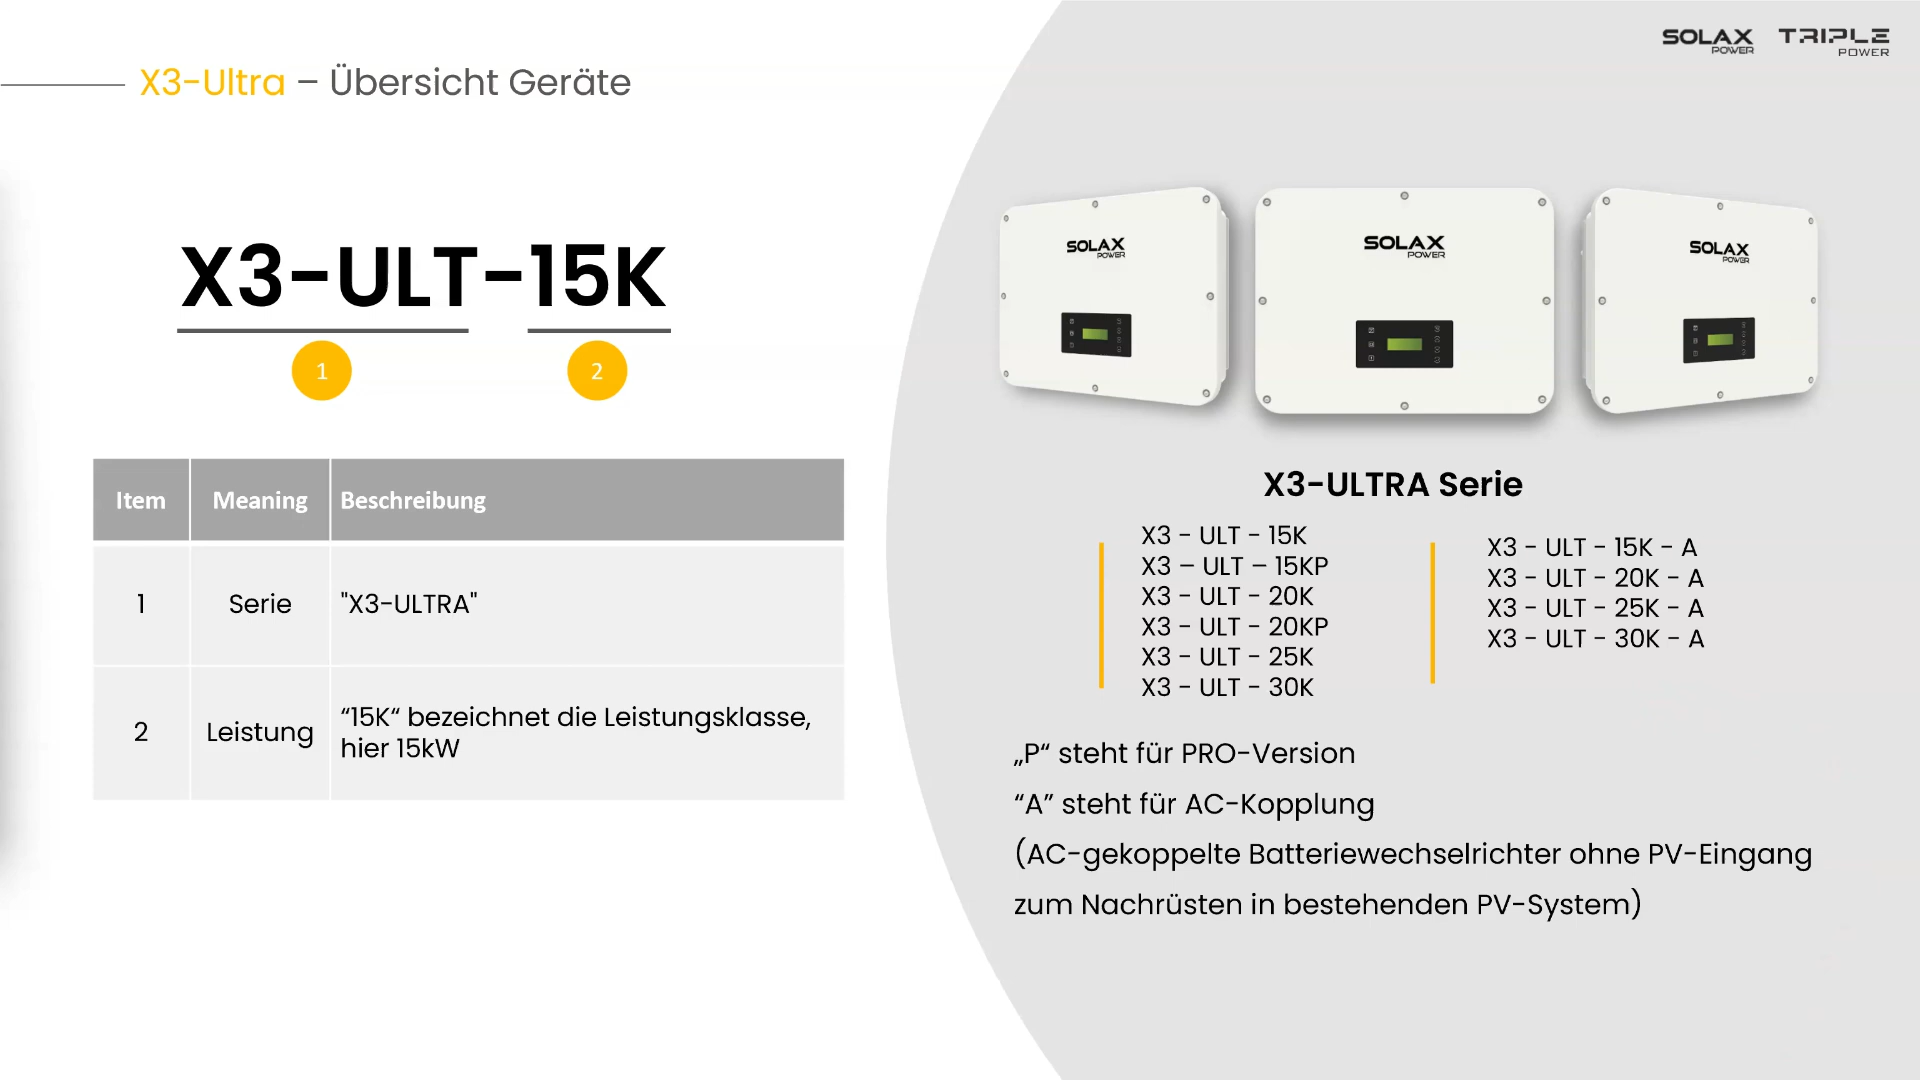 SOLAX
POWER
TRIPLE
POWER
X3-Ultra – Übersicht Geräte
X3-ULT-15K
1
2
Item Meaning Beschreibung
1 Serie "X3-ULTRA"
2 Leistung “15K“ bezeichnet die Leistungsklasse,
hier 15kW
SOLAX
POWER
SOLAX
POWER
SOLAX
POWER
X3-ULTRA Serie
X3 - ULT - 15K
X3 – ULT – 15KP
X3 - ULT - 20K
X3 - ULT - 20KP
X3 - ULT - 25K
X3 - ULT - 30K
X3 - ULT - 15K - A
X3 - ULT - 20K - A
X3 - ULT - 25K - A
X3 - ULT - 30K - A
„P“ steht für PRO-Version
“A” steht für AC-Kopplung
(AC-gekoppelte Batteriewechselrichter ohne PV-Eingang
zum Nachrüsten in bestehenden PV-System)